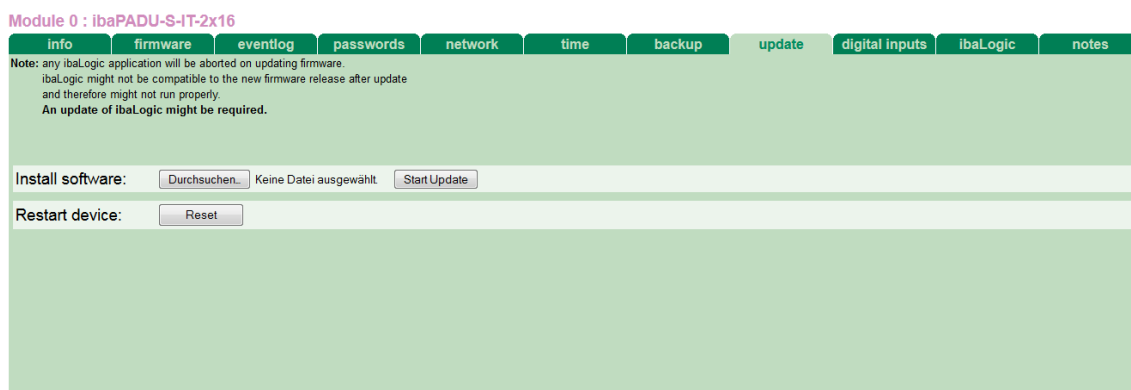 Module 0 : ibaPADU-S-IT-2x16
info firmware eventlog passwords network time backup update digital inputs ibaLogic notes
Note: any ibaLogic application will be aborted on updating firmware.
ibaLogic might not be compatible to the new firmware release after update
and therefore might not run properly.
An update of ibaLogic might be required.
Install software: Durchsuchen... Keine Datei ausgewählt. Start Update
Restart device: Reset